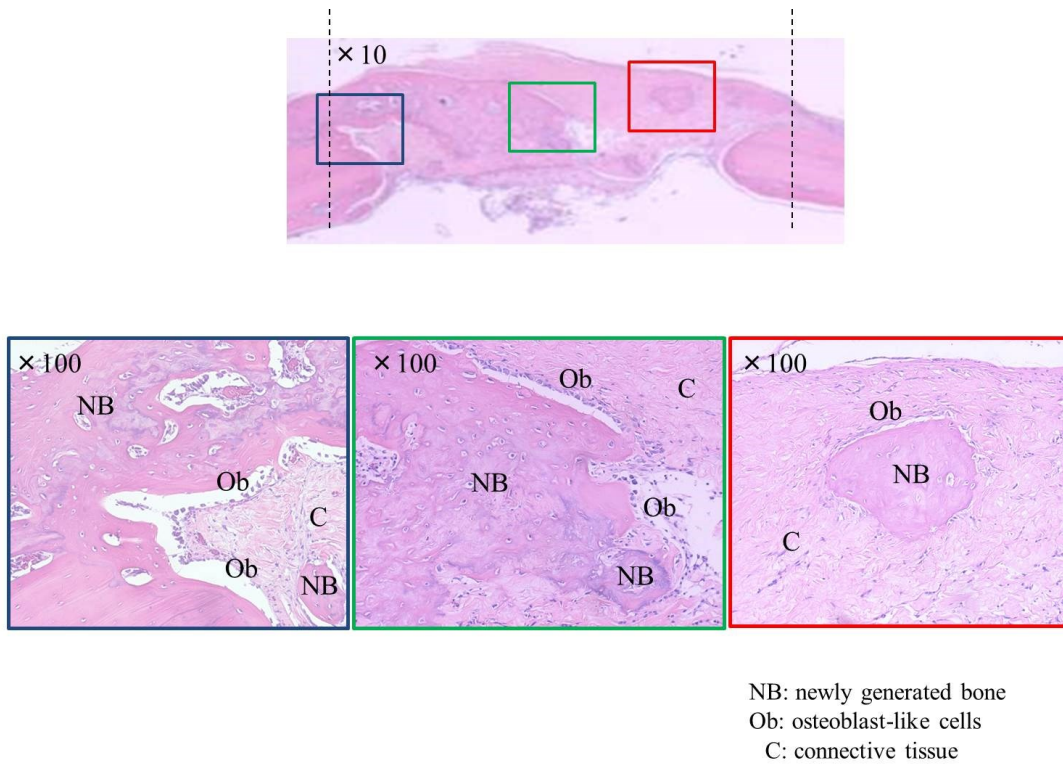 × 10
× 100
NB
Ob
C
Ob
NB
× 100
Ob
C
NB
Ob
NB
× 100
Ob
NB
C
NB: newly generated bone
Ob: osteoblast-like cells
C: connective tissue